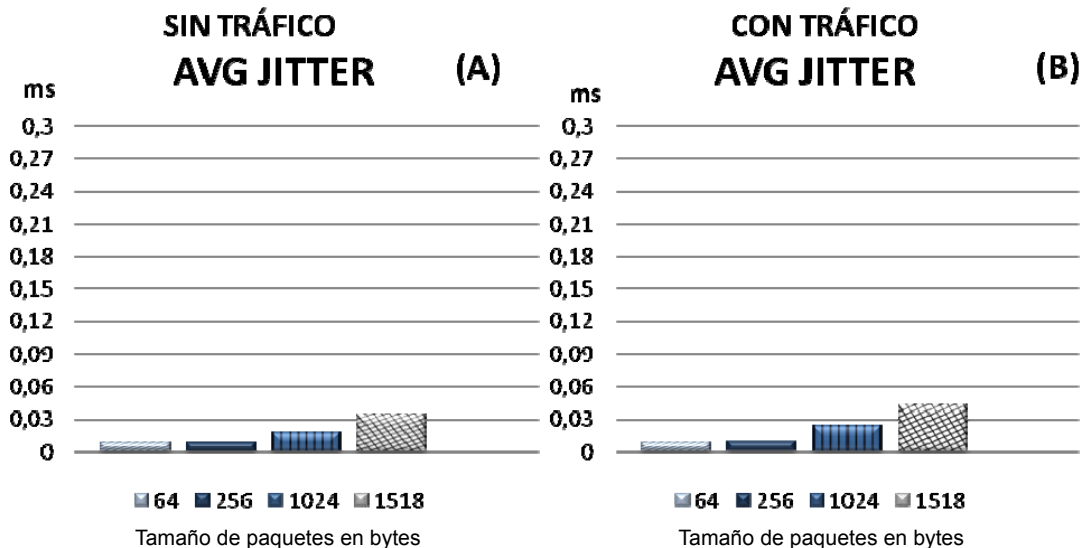 SIN TRÁFICO
AVG JITTER (A)
ms
0,3
0,27
0,24
0,21
0,18
0,15
0,12
0,09
0,06
0,03
0
64 256 1024 1518
Tamaño de paquetes en bytes
CON TRÁFICO
AVG JITTER (B)
ms
0,3
0,27
0,24
0,21
0,18
0,15
0,12
0,09
0,06
0,03
0
64 256 1024 1518
Tamaño de paquetes en bytes